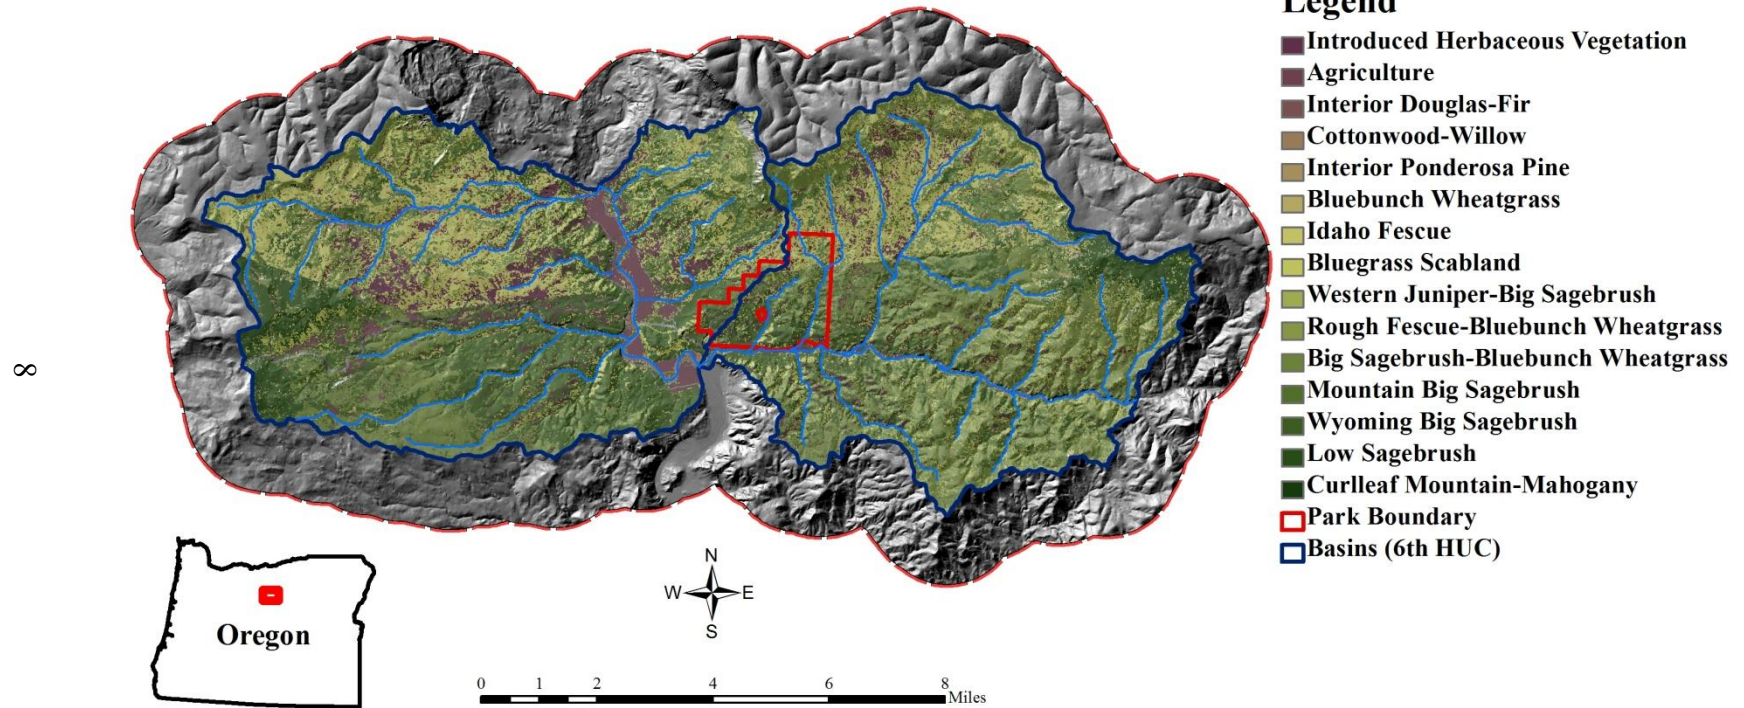 Legend
Introduced Herbaceous Vegetation
Agriculture
Interior Douglas-Fir
Cottonwood-Willow
Interior Ponderosa Pine
Bluebunch Wheatgrass
Idaho Fescue
Bluegrass Scabland
Western Juniper-Big Sagebrush
Rough Fescue-Bluebunch Wheatgrass
Big Sagebrush-Bluebunch Wheatgrass
Mountain Big Sagebrush
Wyoming Big Sagebrush
Low Sagebrush
Curlleaf Mountain-Mahogany
Park Boundary
Basins (6th HUC)
8
N
W E
S
Oregon
0 1 2 4 6 8
Miles